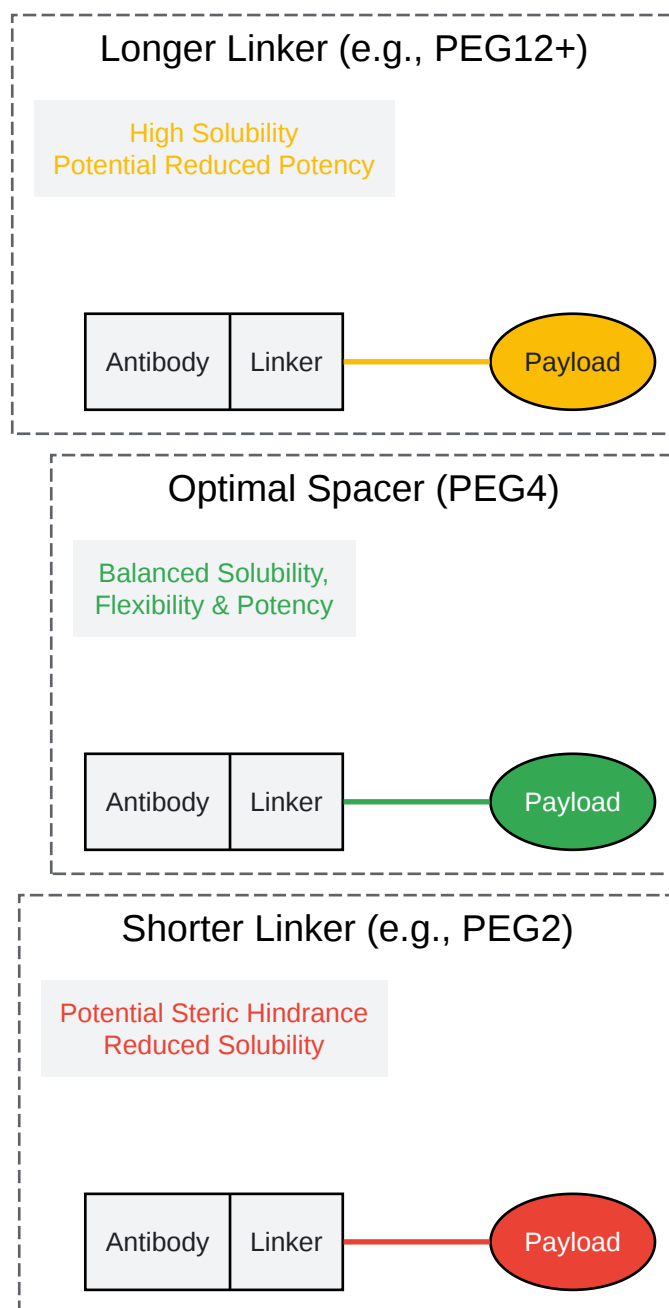 Longer Linker (e.g., PEG12+)
High Solubility
Potential Reduced Potency
Antibody
Linker
Payload
Optimal Spacer (PEG4)
Balanced Solubility,
Flexibility & Potency
Antibody
Linker
Payload
Shorter Linker (e.g., PEG2)
Potential Steric Hindrance
Reduced Solubility
Antibody
Linker
Payload